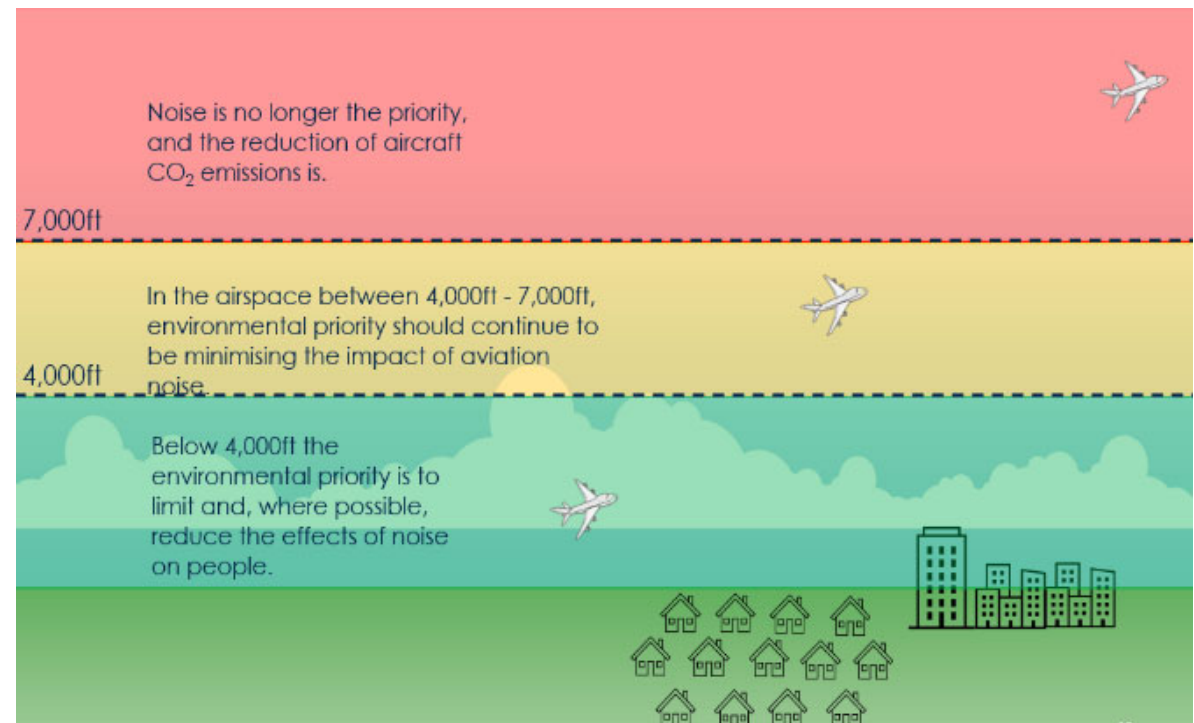 Noise is no longer the priority,
and the reduction of aircraft
CO₂ emissions is.
7,000ft
In the airspace between 4,000ft - 7,000ft,
environmental priority should continue to
be minimising the impact of aviation
noise.
4,000ft
Below 4,000ft the
environmental priority is to
limit and, where possible,
reduce the effects of noise
on people.